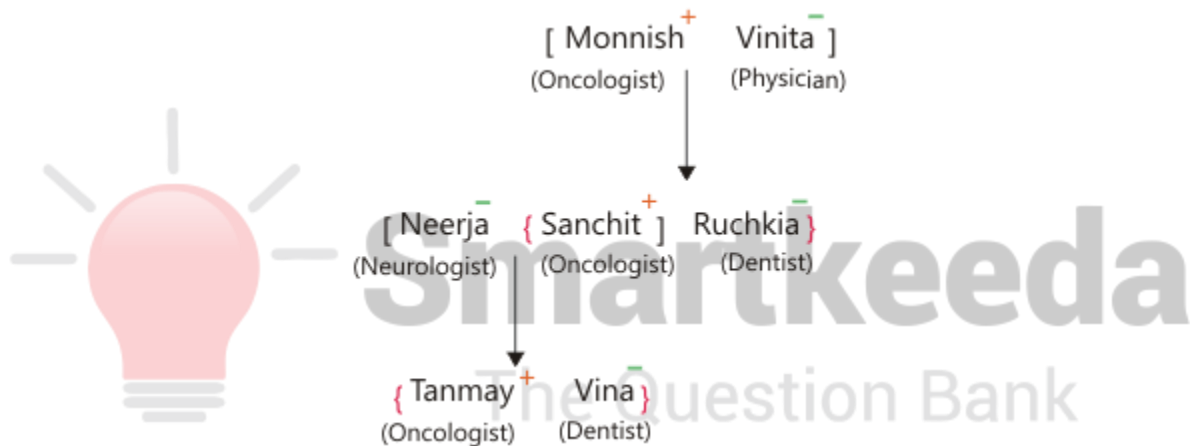 [ Monnish+ Vinita− ]
(Oncologist) (Physician)
[ Neerja− { Sanchit+ ] Ruchkia− }
(Neurologist) (Oncologist) (Dentist)
Smartkeeda
{ Tanmay+ Vina− }
The Question Bank
(Oncologist) (Dentist)